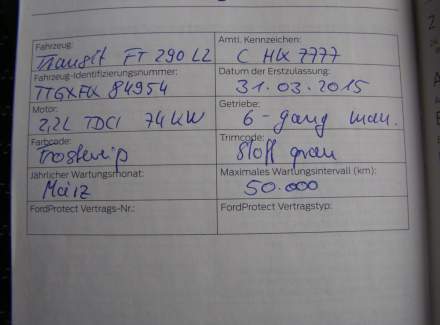 Fahrzeug: Amtl. Kennzeichen:
Transit FT 290 L2 C HK 7777
Fahrzeug-Identifizierungsnummer: Datum der Erstzulassung:
TTGXFK 84954 31.03.2015
Motor: Getriebe:
2,2L TDCI 74 KW 6-gang man.
Farbcode: Trimcode:
Stoff grau
Jährlicher Wartungsmonat: Maximales Wartungsintervall (km):
März 50.000
FordProtect Vertrags-Nr.: FordProtect Vertragstyp: